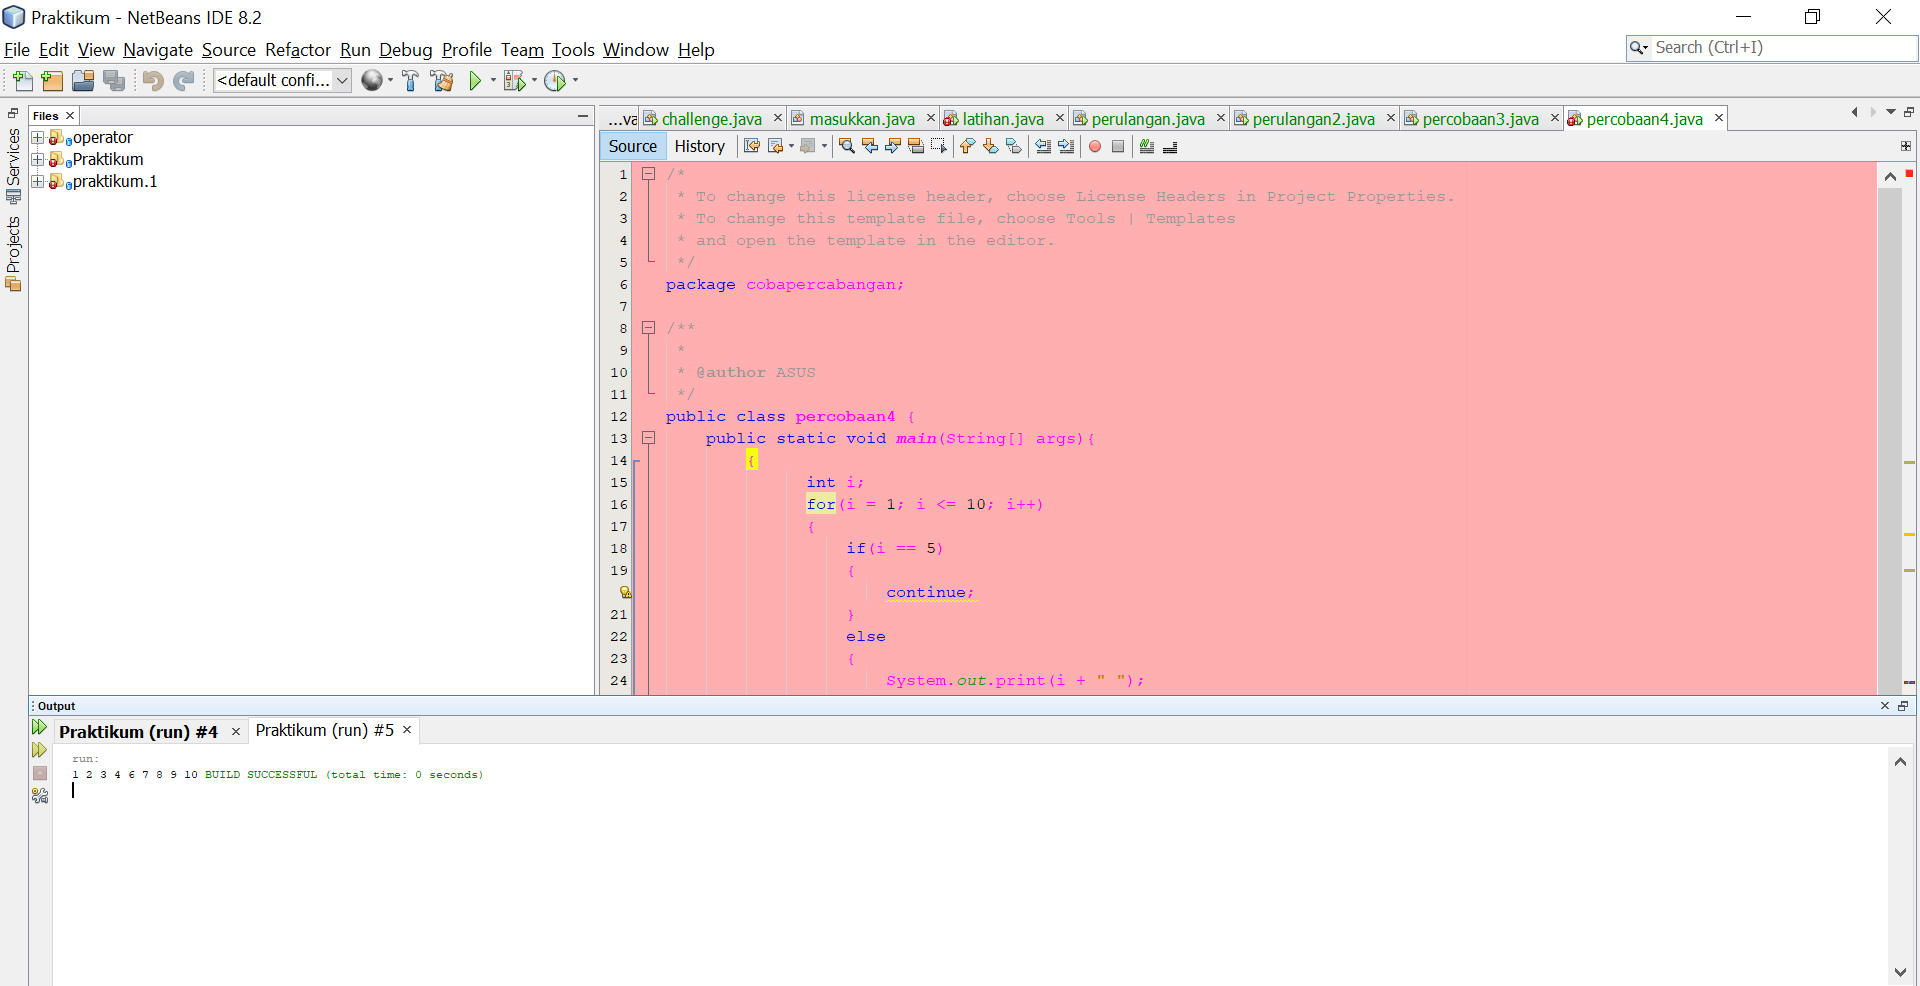 Praktikum - NetBeans IDE 8.2
File Edit View Navigate Source Refactor Run Debug Profile Team Tools Window Help
Search (Ctrl+I)
<default confi...
Services
Projects
Files
operator
Praktikum
praktikum.1
...va challenge.java masukkan.java latihan.java perulangan.java perulangan2.java percobaan3.java percobaan4.java
Source History
1 /*
2 * To change this license header, choose License Headers in Project Properties.
3 * To change this template file, choose Tools | Templates
4 * and open the template in the editor.
5 */
6 package cobapercabangan;
7
8 /**
9 *
10 * @author ASUS
11 */
12 public class percobaan4 {
13 public static void main(String[] args){
14 {
15 int i;
16 for(i = 1; i <= 10; i++)
17 {
18 if(i == 5)
19 {
continue;
21 }
22 else
23 {
24 System.out.print(i + " ");
Output
Praktikum (run) #4 Praktikum (run) #5
run:
1 2 3 4 6 7 8 9 10 BUILD SUCCESSFUL (total time: 0 seconds)